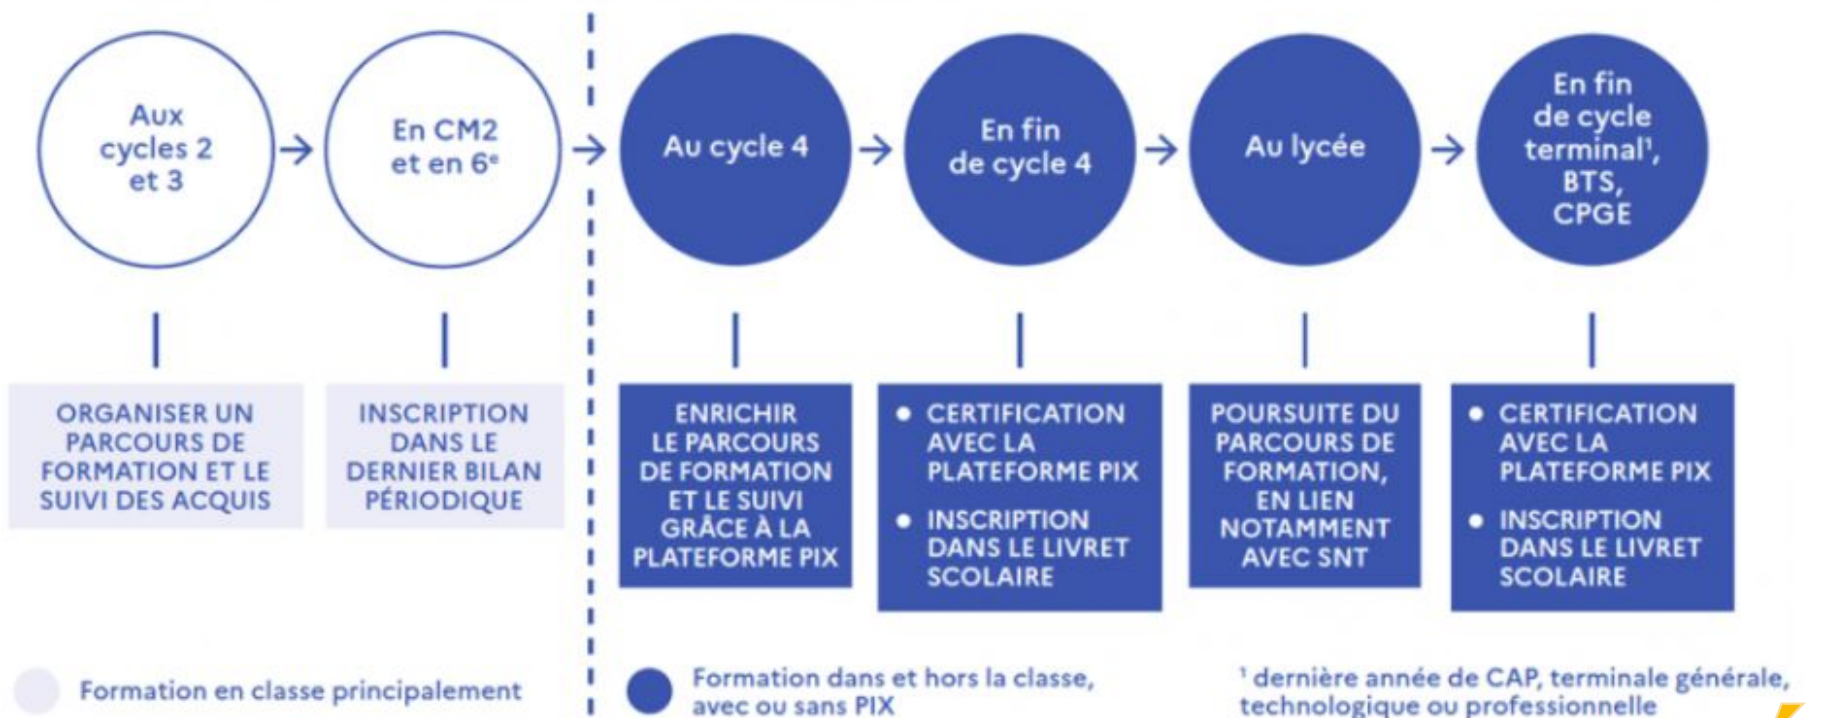 Aux
cycles 2
et 3
En CM2
et en 6ᵉ
Au cycle 4
En fin
de cycle 4
Au lycée
En fin
de cycle
terminal¹,
BTS,
CPGE
ORGANISER UN
PARCOURS DE
FORMATION ET LE
SUIVI DES ACQUIS
INSCRIPTION
DANS LE
DERNIER BILAN
PÉRIODIQUE
ENRICHIR
LE PARCOURS
DE FORMATION
ET LE SUIVI
GRÂCE À LA
PLATEFORME PIX
• CERTIFICATION
AVEC LA
PLATEFORME PIX
• INSCRIPTION
DANS LE LIVRET
SCOLAIRE
POURSUITE DU
PARCOURS DE
FORMATION,
EN LIEN
NOTAMMENT
AVEC SNT
• CERTIFICATION
AVEC LA
PLATEFORME PIX
• INSCRIPTION
DANS LE LIVRET
SCOLAIRE
Formation en classe principalement
Formation dans et hors la classe,
avec ou sans PIX
¹ dernière année de CAP, terminale générale,
technologique ou professionnelle